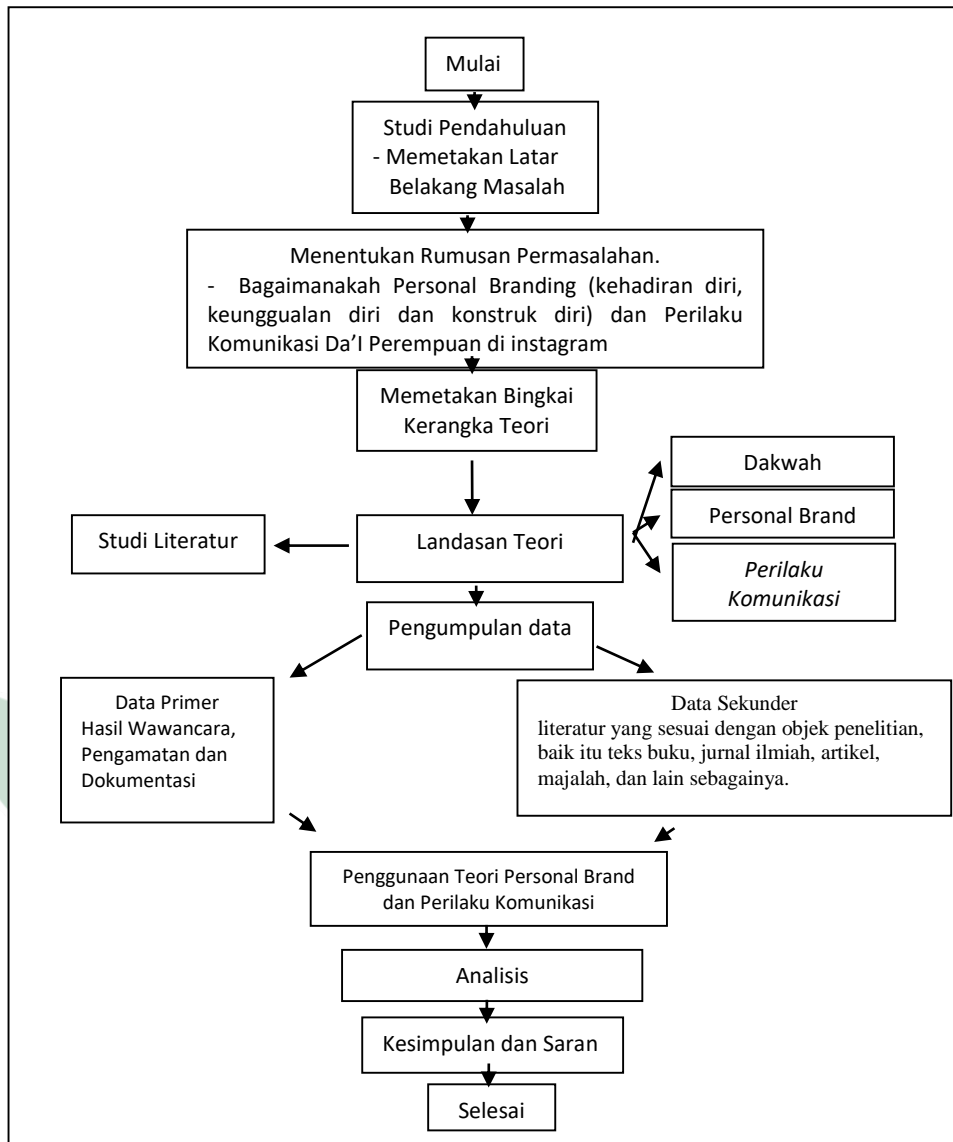 Mulai
Studi Pendahuluan
- Memetakan Latar
Belakang Masalah
Menentukan Rumusan Permasalahan.
- Bagaimanakah Personal Branding (kehadiran diri,
keunggualan diri dan konstruk diri) dan Perilaku
Komunikasi Da’I Perempuan di instagram
Memetakan Bingkai
Kerangka Teori
Dakwah
Personal Brand
Perilaku
Komunikasi
Studi Literatur
Landasan Teori
Pengumpulan data
Data Primer
Hasil Wawancara,
Pengamatan dan
Dokumentasi
Data Sekunder
literatur yang sesuai dengan objek penelitian,
baik itu teks buku, jurnal ilmiah, artikel,
majalah, dan lain sebagainya.
Penggunaan Teori Personal Brand
dan Perilaku Komunikasi
Analisis
Kesimpulan dan Saran
Selesai